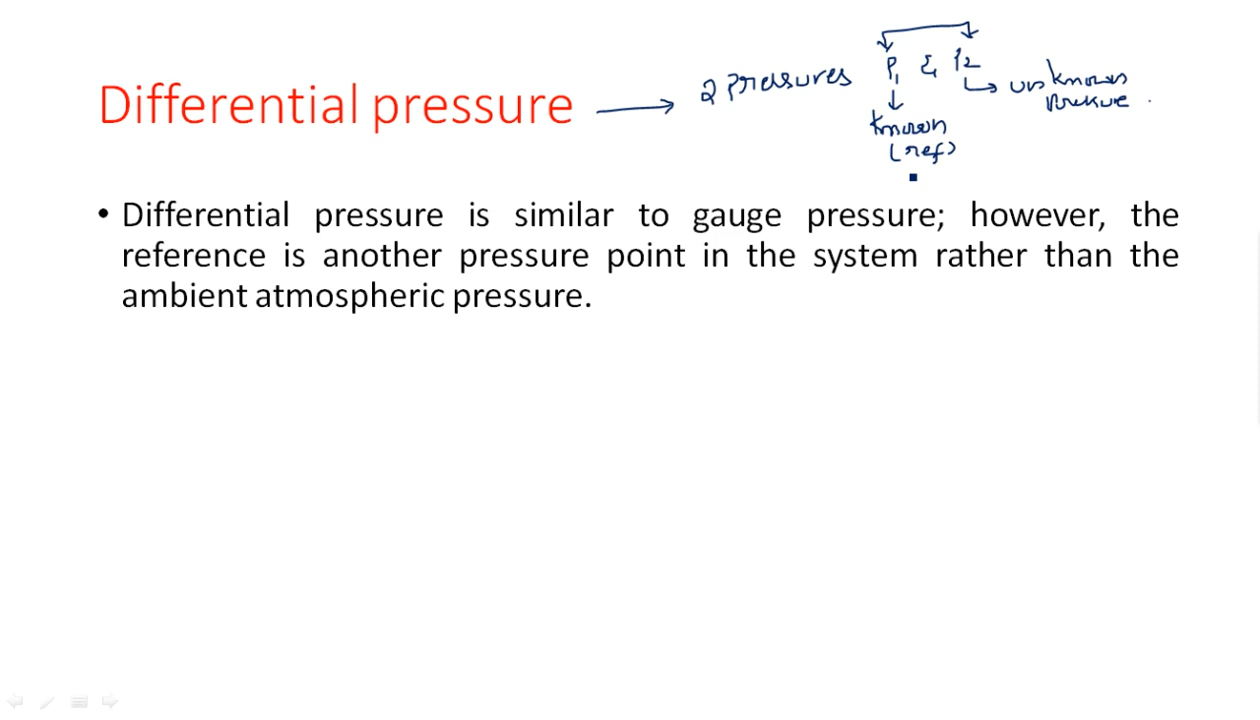 Differential pressure → 2 pressures P1 & P2
↳ unknown
pressure
↓
known
(ref)
• Differential pressure is similar to gauge pressure; however, the
reference is another pressure point in the system rather than the
ambient atmospheric pressure.